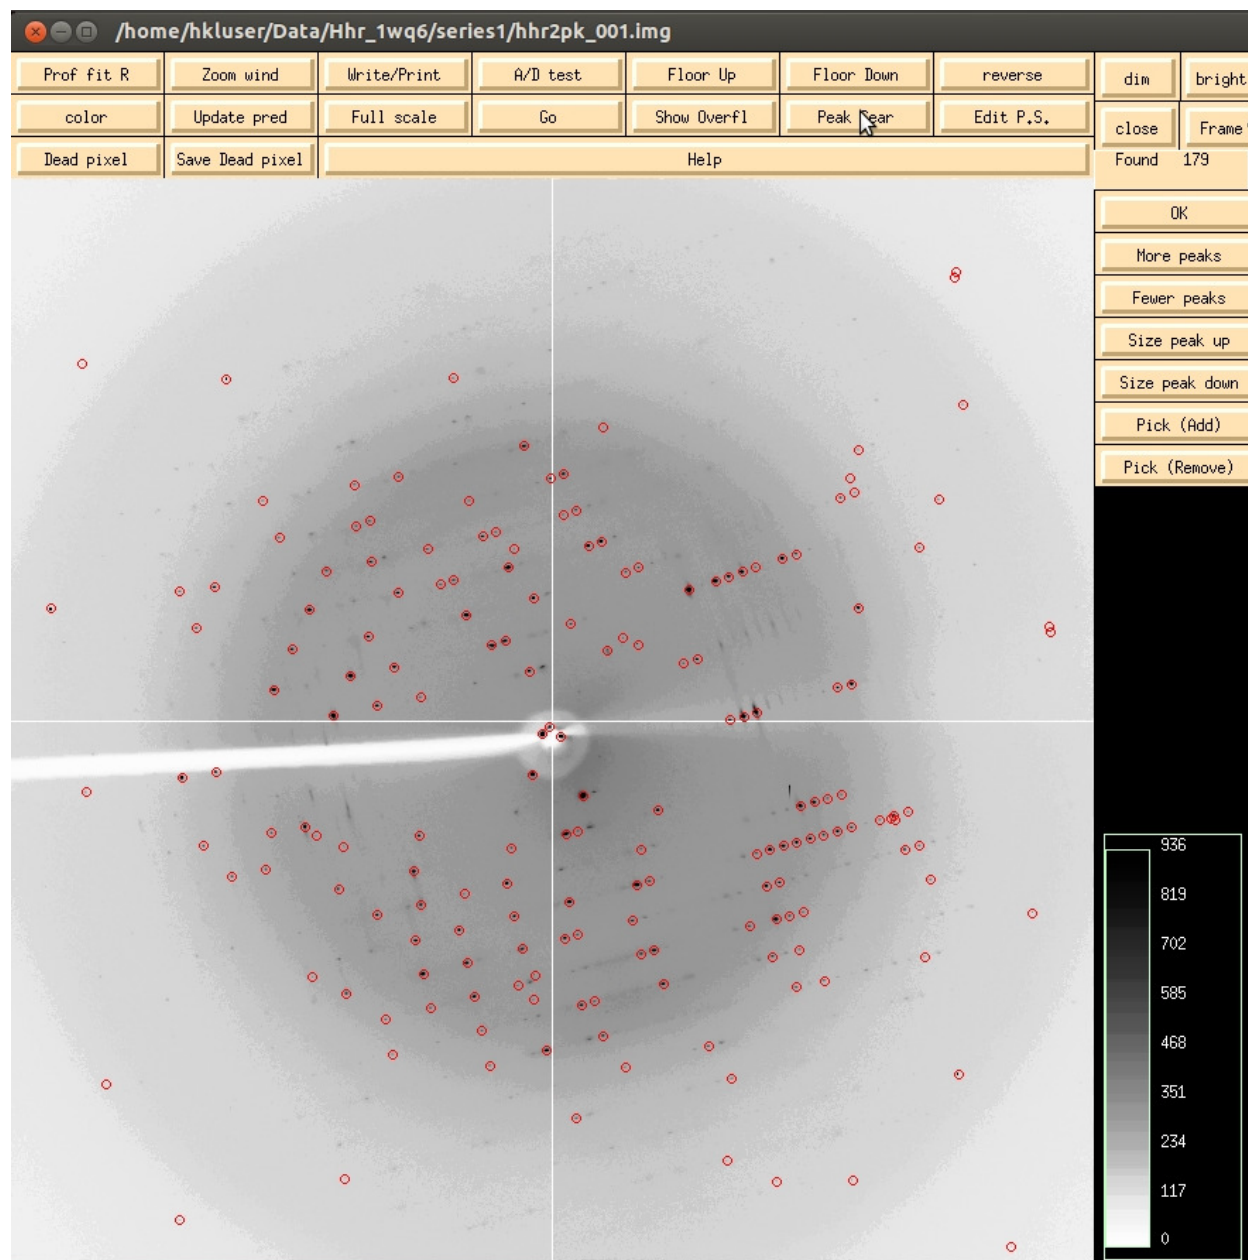 /home/hkluser/Data/Hhr_1wq6/series1/hhr2pk_001.img
Prof fit R Zoom wind Write/Print A/D test Floor Up Floor Down reverse dim bright
color Update pred Full scale Go Show Overfl Peak Edit P.S. close Frame
Dead pixel Save Dead pixel Help Found 179
OK
More peaks
Fewer peaks
Size peak up
Size peak down
Pick (Add)
Pick (Remove)
936
819
702
585
468
351
234
117
0